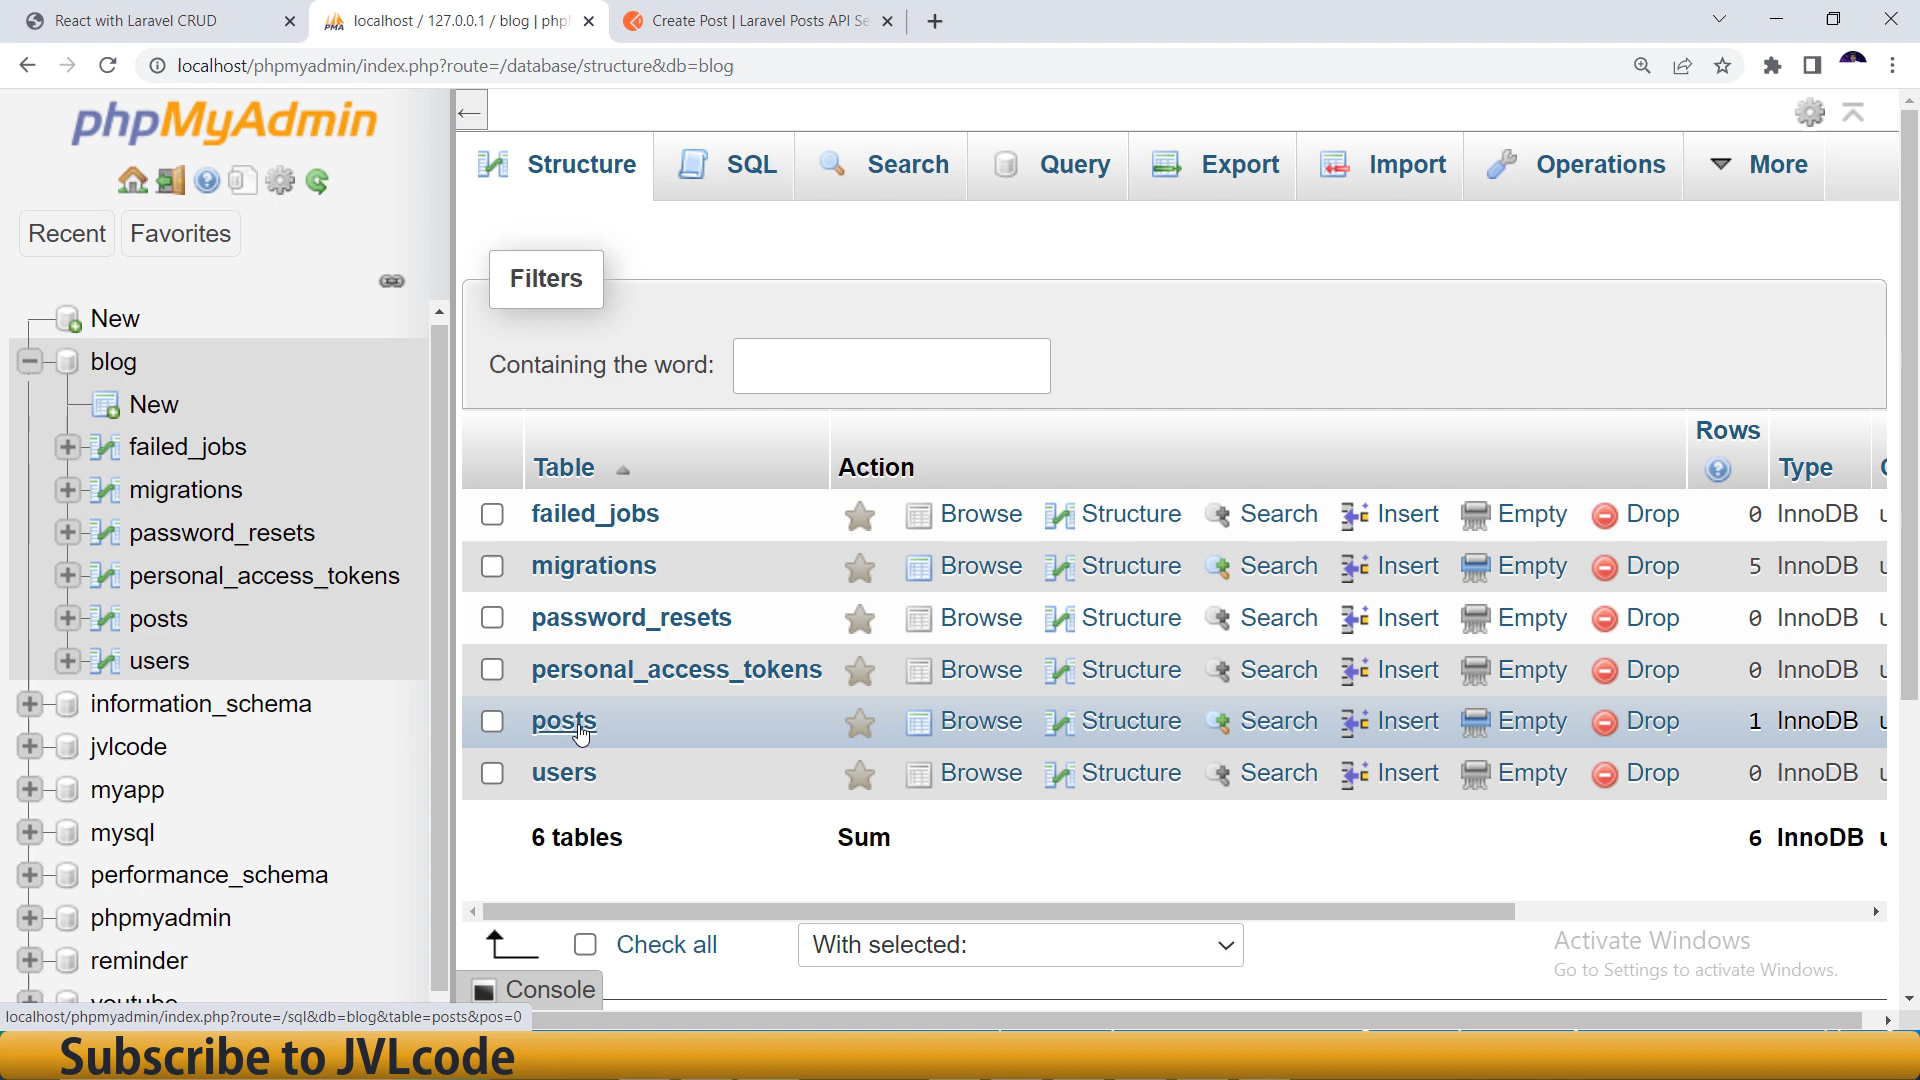 React with Laravel CRUD
localhost / 127.0.0.1 / blog | php
Create Post | Laravel Posts API Se
localhost/phpmyadmin/index.php?route=/database/structure&db=blog
phpMyAdmin
Recent
Favorites
New
blog
New
failed_jobs
migrations
password_resets
personal_access_tokens
posts
users
information_schema
jvlcode
myapp
mysql
performance_schema
phpmyadmin
reminder
youtube
Structure
SQL
Search
Query
Export
Import
Operations
More
Filters
Containing the word:
Table Action Rows Type
failed_jobs Browse Structure Search Insert Empty Drop 0 InnoDB
migrations Browse Structure Search Insert Empty Drop 5 InnoDB
password_resets Browse Structure Search Insert Empty Drop 0 InnoDB
personal_access_tokens Browse Structure Search Insert Empty Drop 0 InnoDB
posts Browse Structure Search Insert Empty Drop 1 InnoDB
users Browse Structure Search Insert Empty Drop 0 InnoDB
6 tables Sum 6 InnoDB
Check all
With selected:
Console
Activate Windows
Go to Settings to activate Windows.
localhost/phpmyadmin/index.php?route=/sql&db=blog&table=posts&pos=0
Subscribe to JVLcode